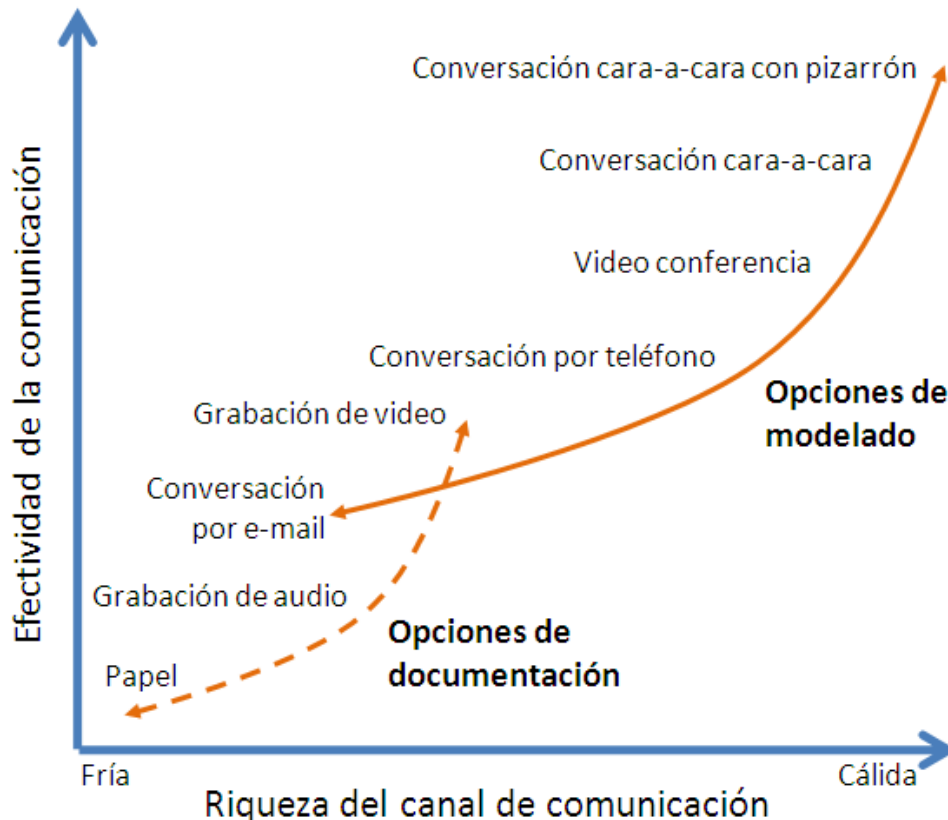 Efectividad de la comunicación
Conversación cara-a-cara con pizarrón
Conversación cara-a-cara
Video conferencia
Conversación por teléfono
Opciones de
modelado
Grabación de video
Conversación
por e-mail
Grabación de audio
Opciones de
documentación
Papel
Fría
Cálida
Riqueza del canal de comunicación